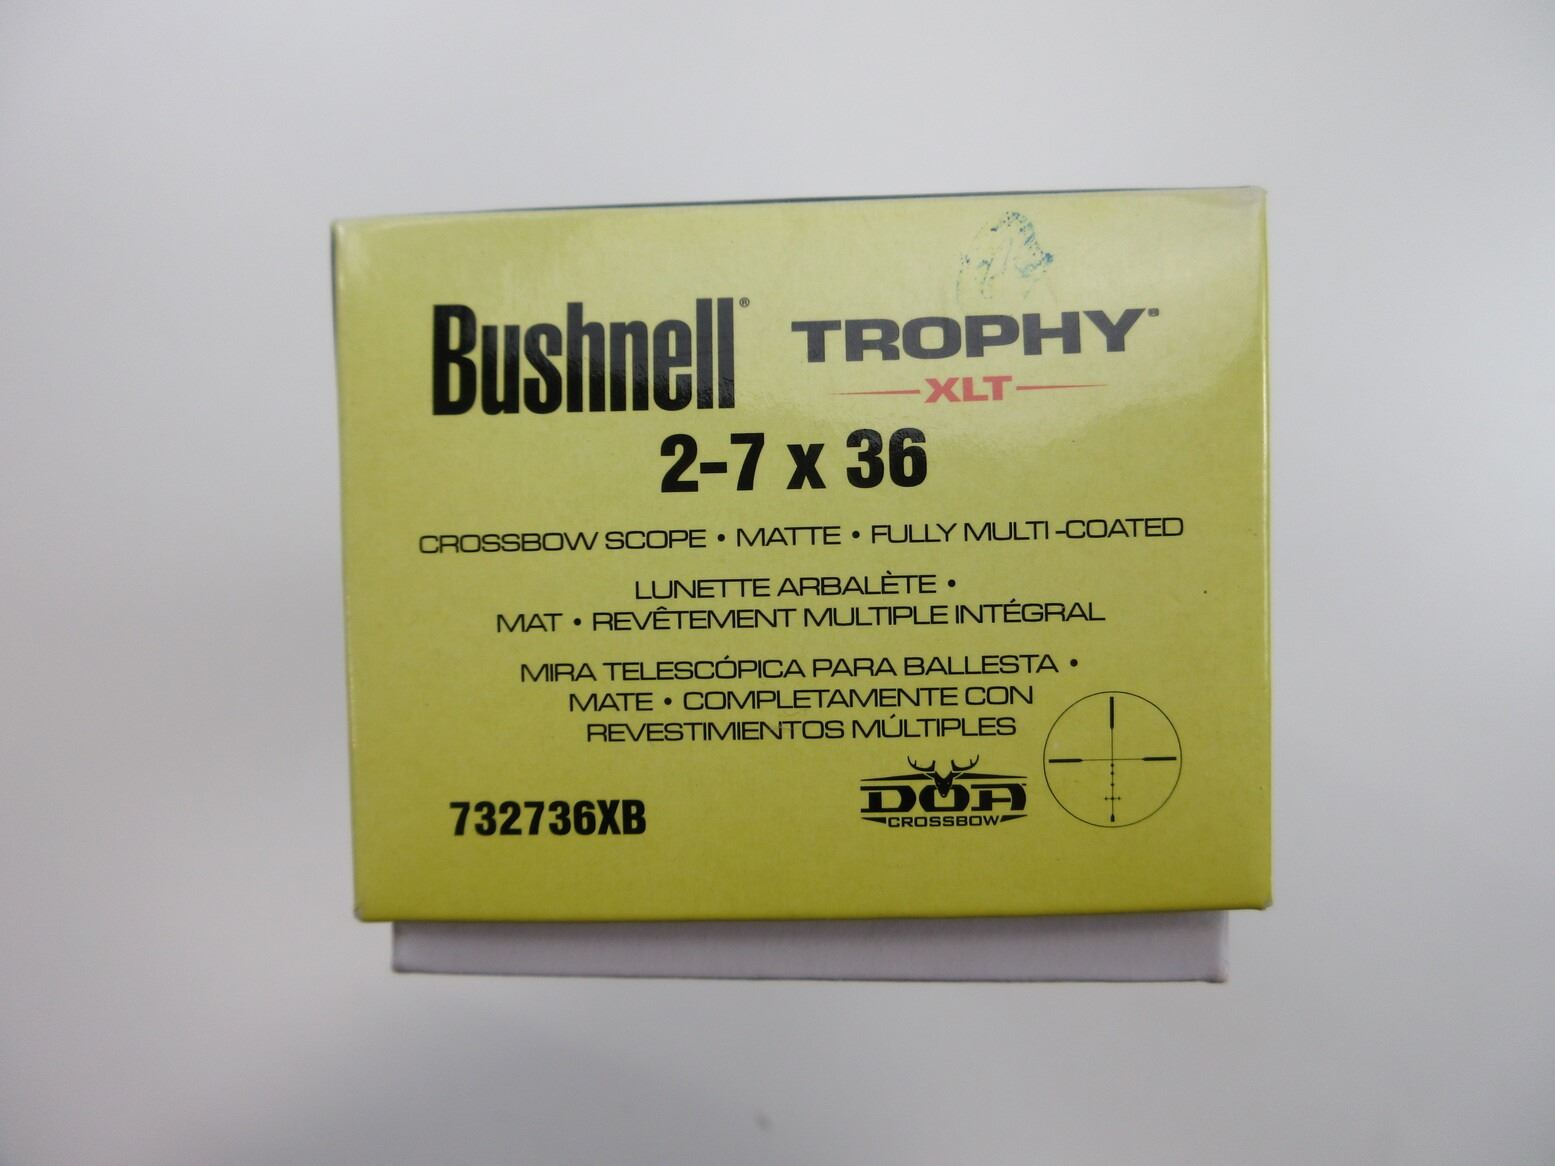 Bushnell® TROPHY®
XLT
2-7 x 36
CROSSBOW SCOPE • MATTE • FULLY MULTI-COATED
LUNETTE ARBALÈTE •
MAT • REVÊTEMENT MULTIPLE INTÉGRAL
MIRA TELESCÓPICA PARA BALLESTA •
MATE • COMPLETAMENTE CON
REVESTIMIENTOS MÚLTIPLES
732736XB
DOA
CROSSBOW